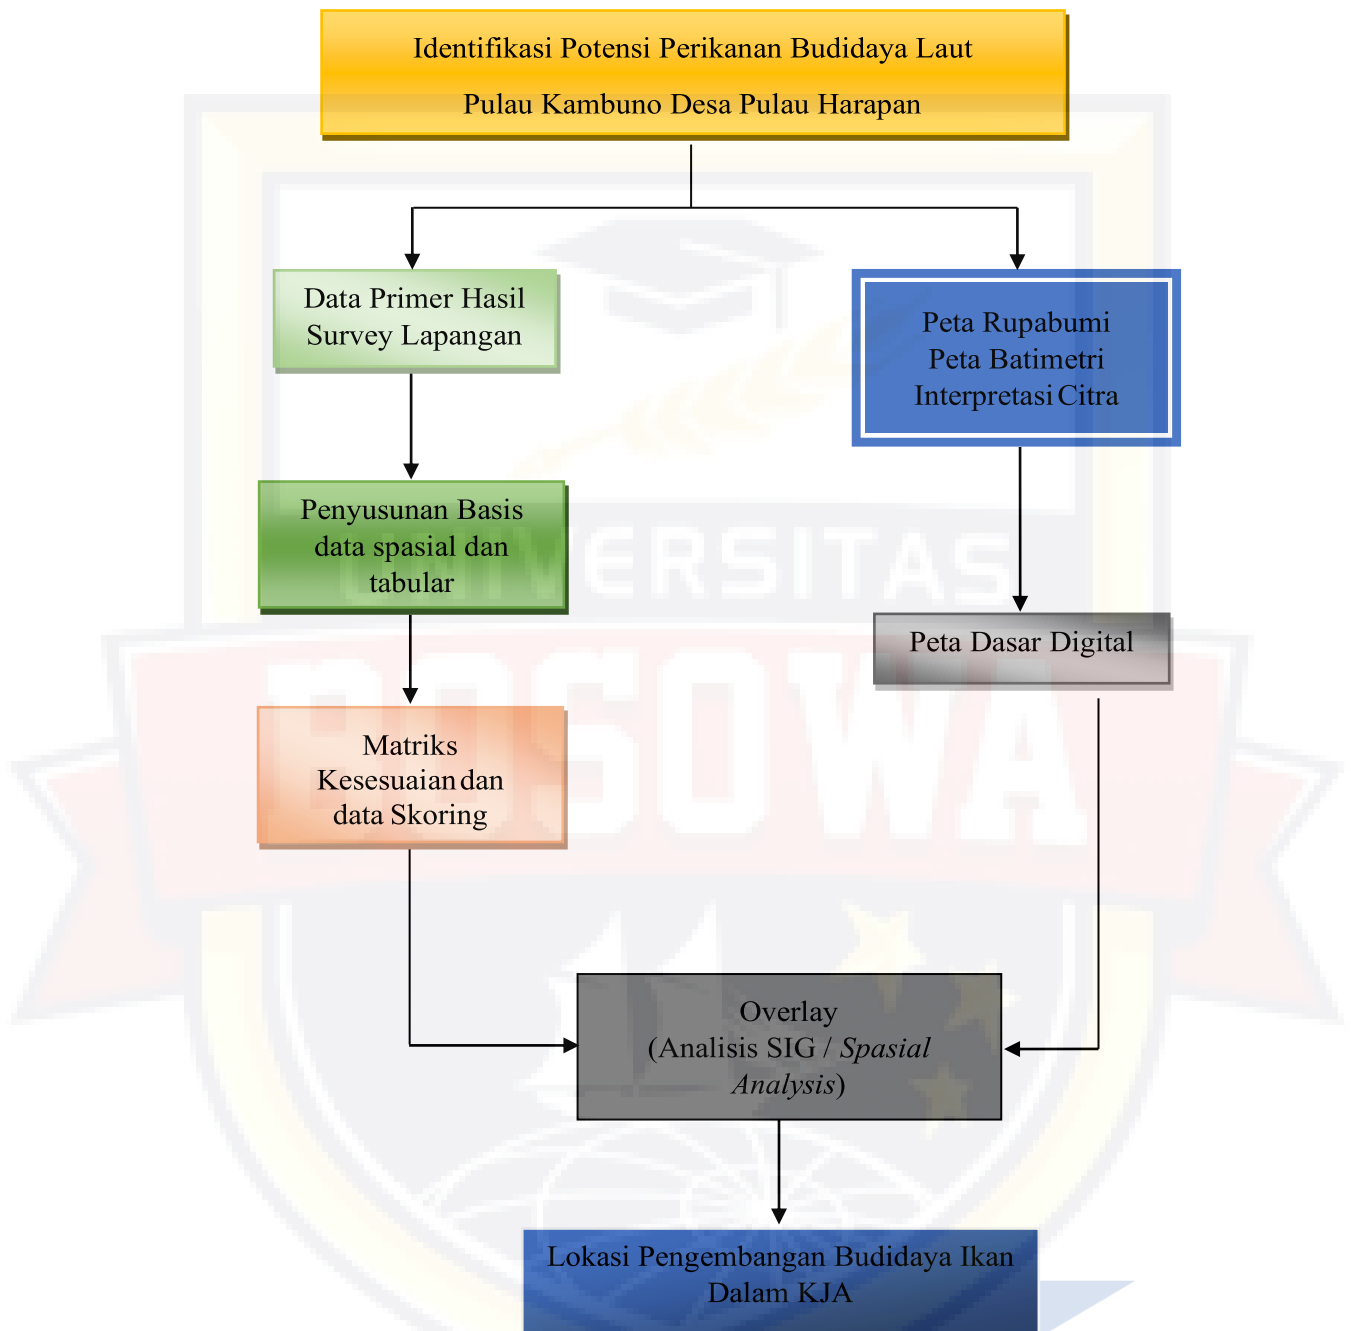 Identifikasi Potensi Perikanan Budidaya Laut
Pulau Kambuno Desa Pulau Harapan
Data Primer Hasil
Survey Lapangan
Peta Rupabumi
Peta Batimetri
Interpretasi Citra
Penyusunan Basis
data spasial dan
tabular
UNIVERSITAS
Peta Dasar Digital
BOSOWA
Matriks
Kesesuaian dan
data Skoring
Overlay
(Analisis SIG / Spasial
Analysis)
Lokasi Pengembangan Budidaya Ikan
Dalam KJA